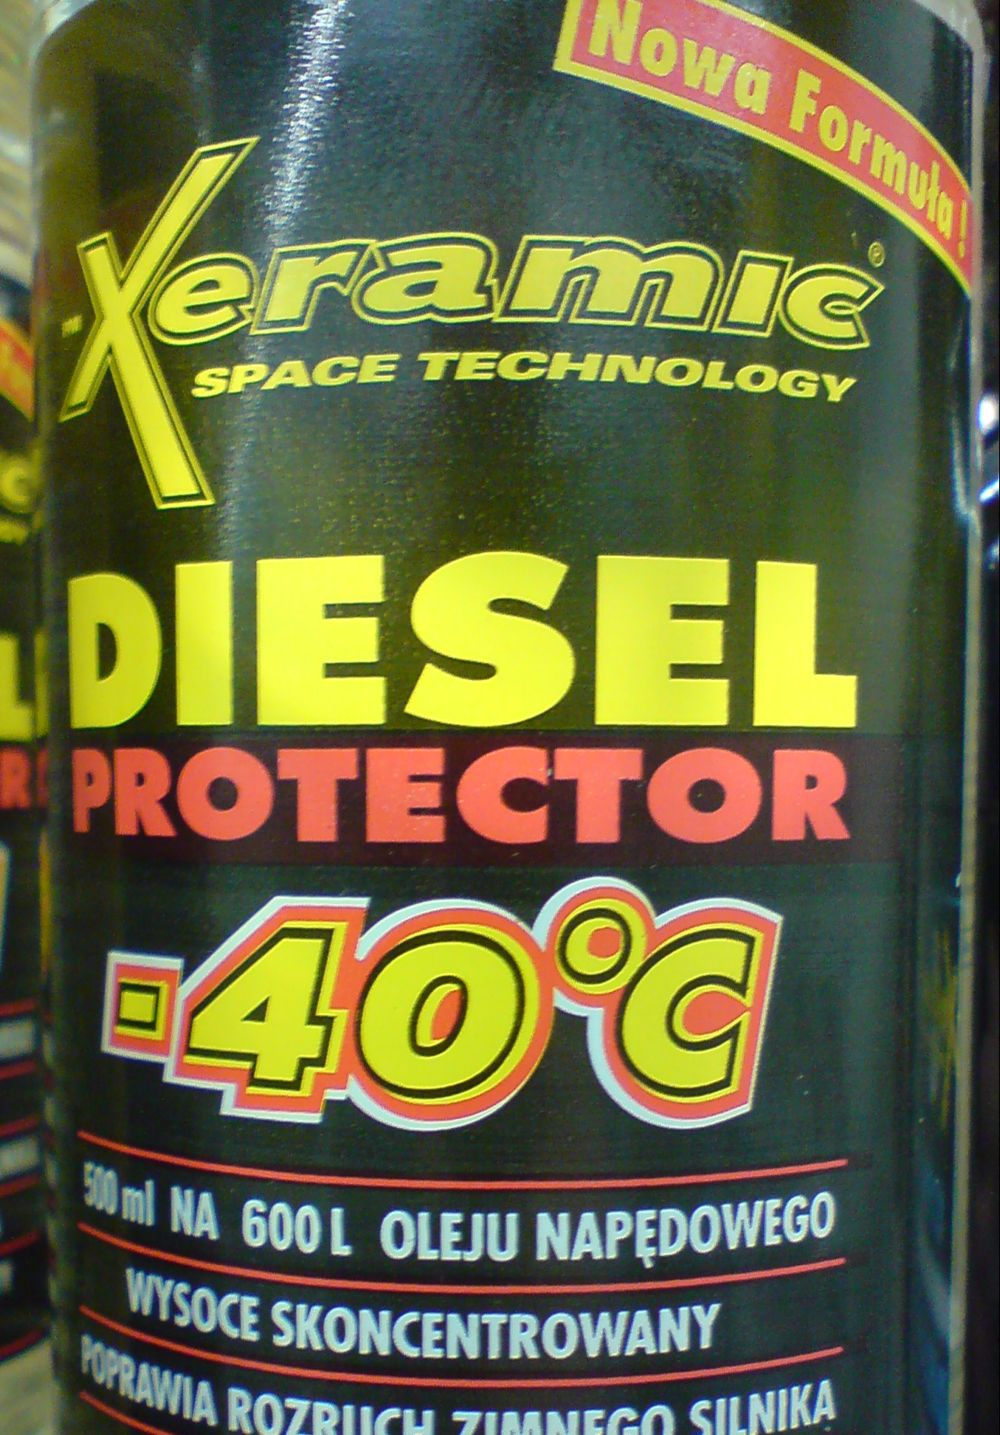 Nowa Formuła!
Xeramic®
™
SPACE TECHNOLOGY
DIESEL
PROTECTOR
-40°C
500 ml NA 600 L OLEJU NAPĘDOWEGO
WYSOCE SKONCENTROWANY
POPRAWIA ROZRUCH ZIMNEGO SILNIKA